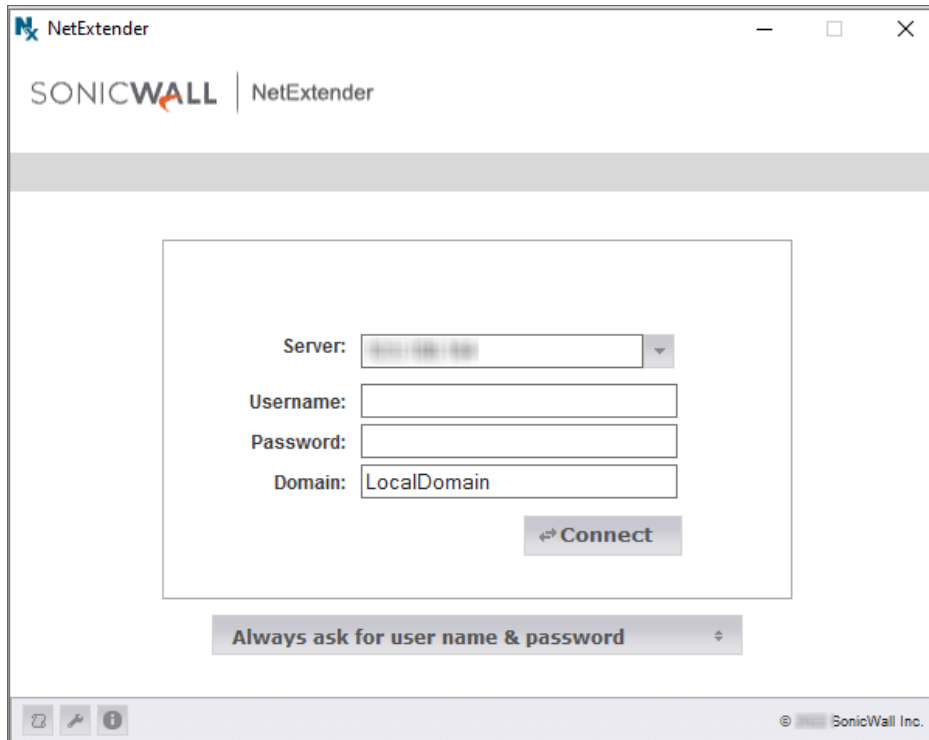 NetExtender
SONICWALL NetExtender
Server:
Username:
Password:
Domain: LocalDomain
Connect
Always ask for user name & password
© SonicWall Inc.